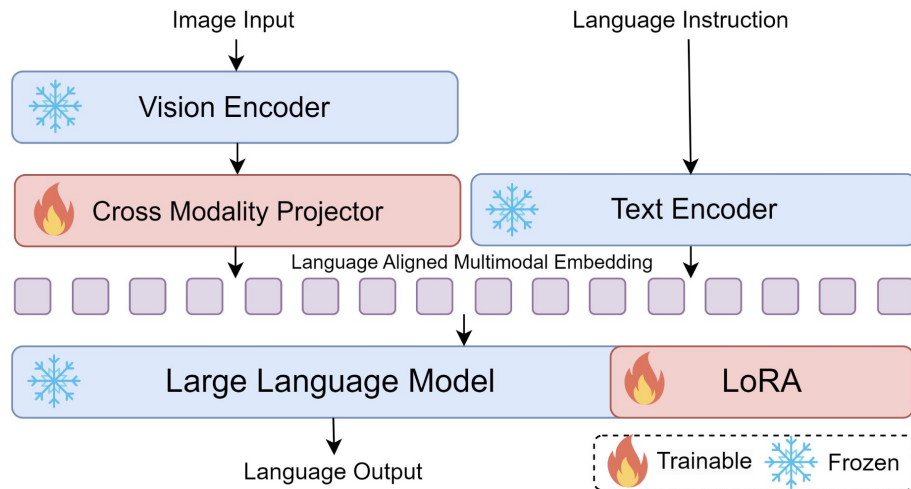 Image Input
Language Instruction
Vision Encoder
Cross Modality Projector
Text Encoder
Language Aligned Multimodal Embedding
Large Language Model
LoRA
Language Output
Trainable
Frozen